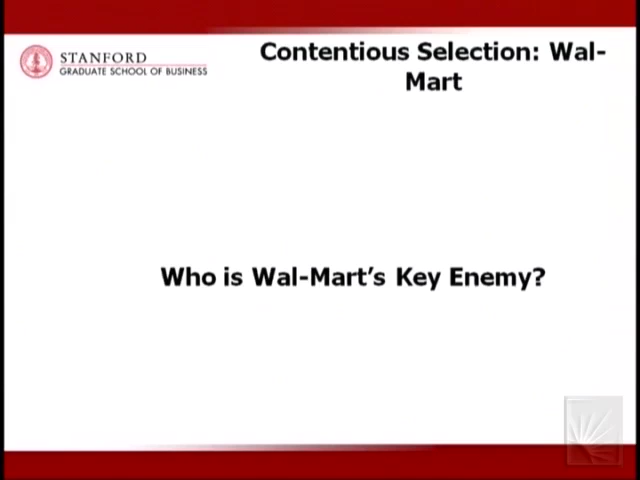 STANFORD
GRADUATE SCHOOL OF BUSINESS
Contentious Selection: Wal-
Mart
Who is Wal-Mart's Key Enemy?